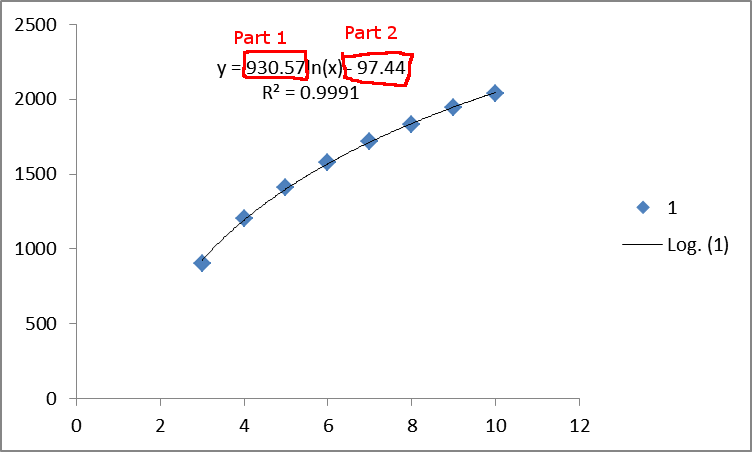 2500
Part 1 Part 2
y = 930.57ln(x) - 97.44
R² = 0.9991
2000
1500
1
Log. (1)
1000
500
0
0 2 4 6 8 10 12